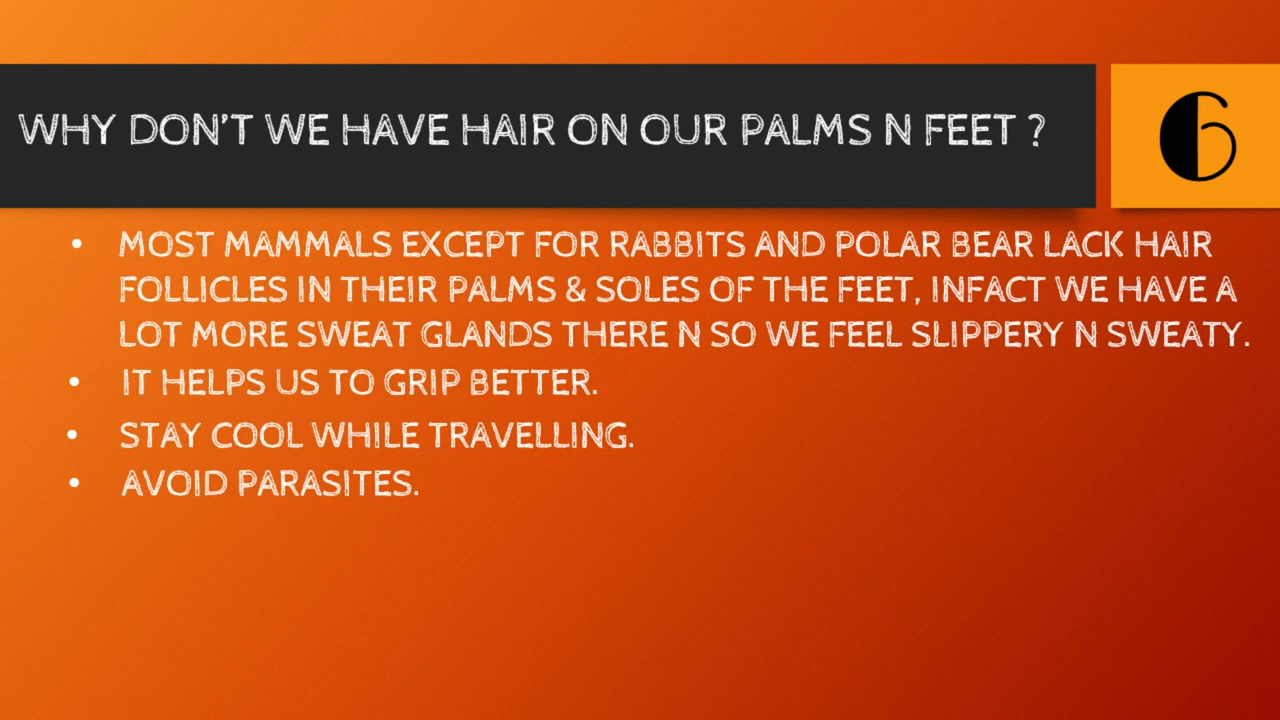 WHY DON'T WE HAVE HAIR ON OUR PALMS N FEET ?
6
• MOST MAMMALS EXCEPT FOR RABBITS AND POLAR BEAR LACK HAIR
FOLLICLES IN THEIR PALMS & SOLES OF THE FEET, INFACT WE HAVE A
LOT MORE SWEAT GLANDS THERE N SO WE FEEL SLIPPERY N SWEATY.
• IT HELPS US TO GRIP BETTER.
• STAY COOL WHILE TRAVELLING.
• AVOID PARASITES.